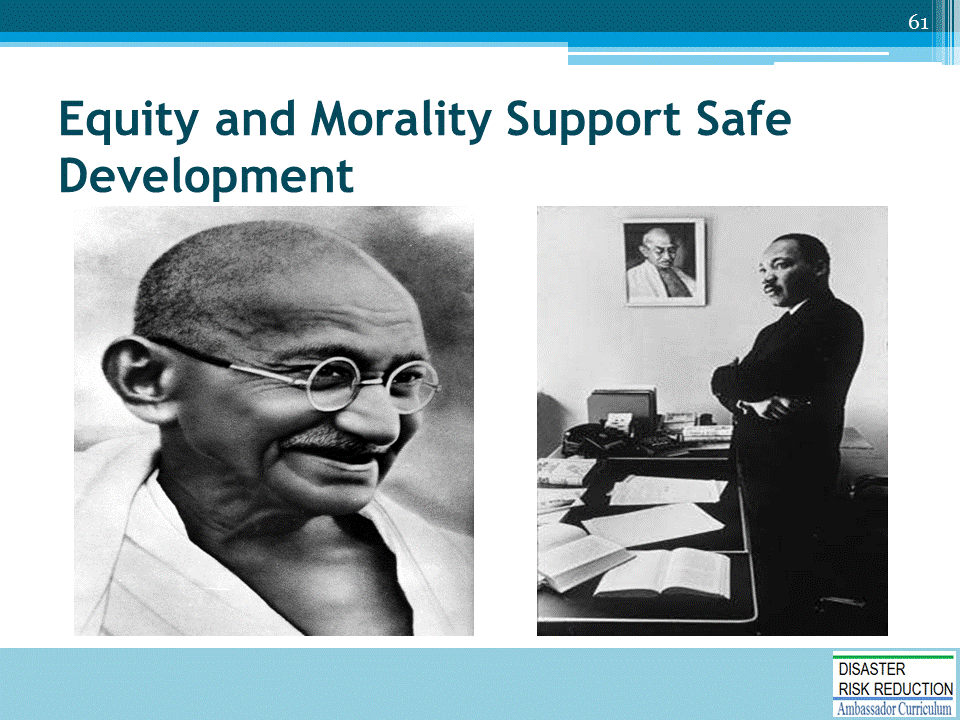 61
Equity and Morality Support Safe
Development
DISASTER
RISK REDUCTION
Ambassador Curriculum